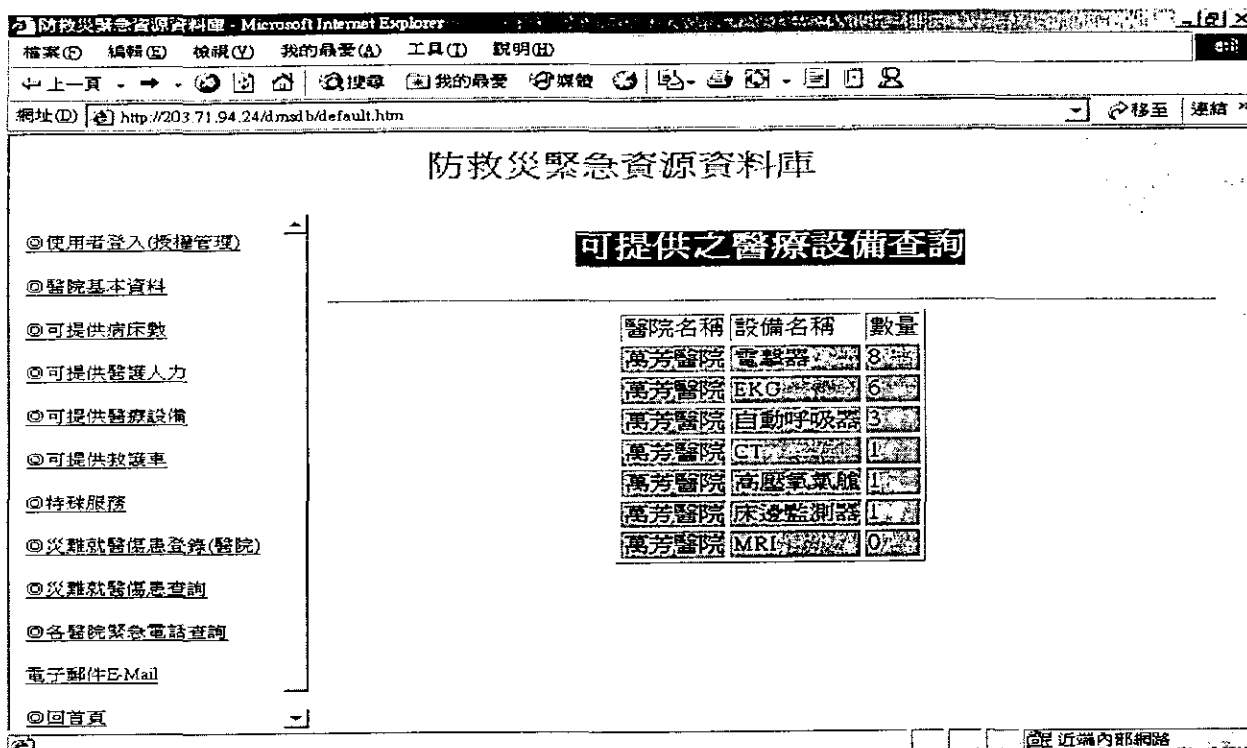 防救災緊急資源資料庫 - Microsoft Internet Explorer
檔案(F) 編輯(E) 檢視(V) 我的最愛(A) 工具(T) 說明(H)
上一頁 搜尋 我的最愛 媒體
網址(D) http://203.71.94.24/dmsdb/default.htm 移至 連結 »
防救災緊急資源資料庫
◎使用者登入(授權管理)
◎醫院基本資料
◎可提供病床數
◎可提供醫護人力
◎可提供醫療設備
◎可提供救護車
◎特殊服務
◎災難就醫傷患登錄(醫院)
◎災難就醫傷患查詢
◎各醫院緊急電話查詢
電子郵件E-Mail
◎回首頁
可提供之醫療設備查詢
醫院名稱 設備名稱 數量
萬芳醫院 電擊器 8
萬芳醫院 EKG 6
萬芳醫院 自動呼吸器 3
萬芳醫院 CT 1
萬芳醫院 高壓氧氣艙 1
萬芳醫院 床邊監測器 1
萬芳醫院 MRI 0
近端內部網路